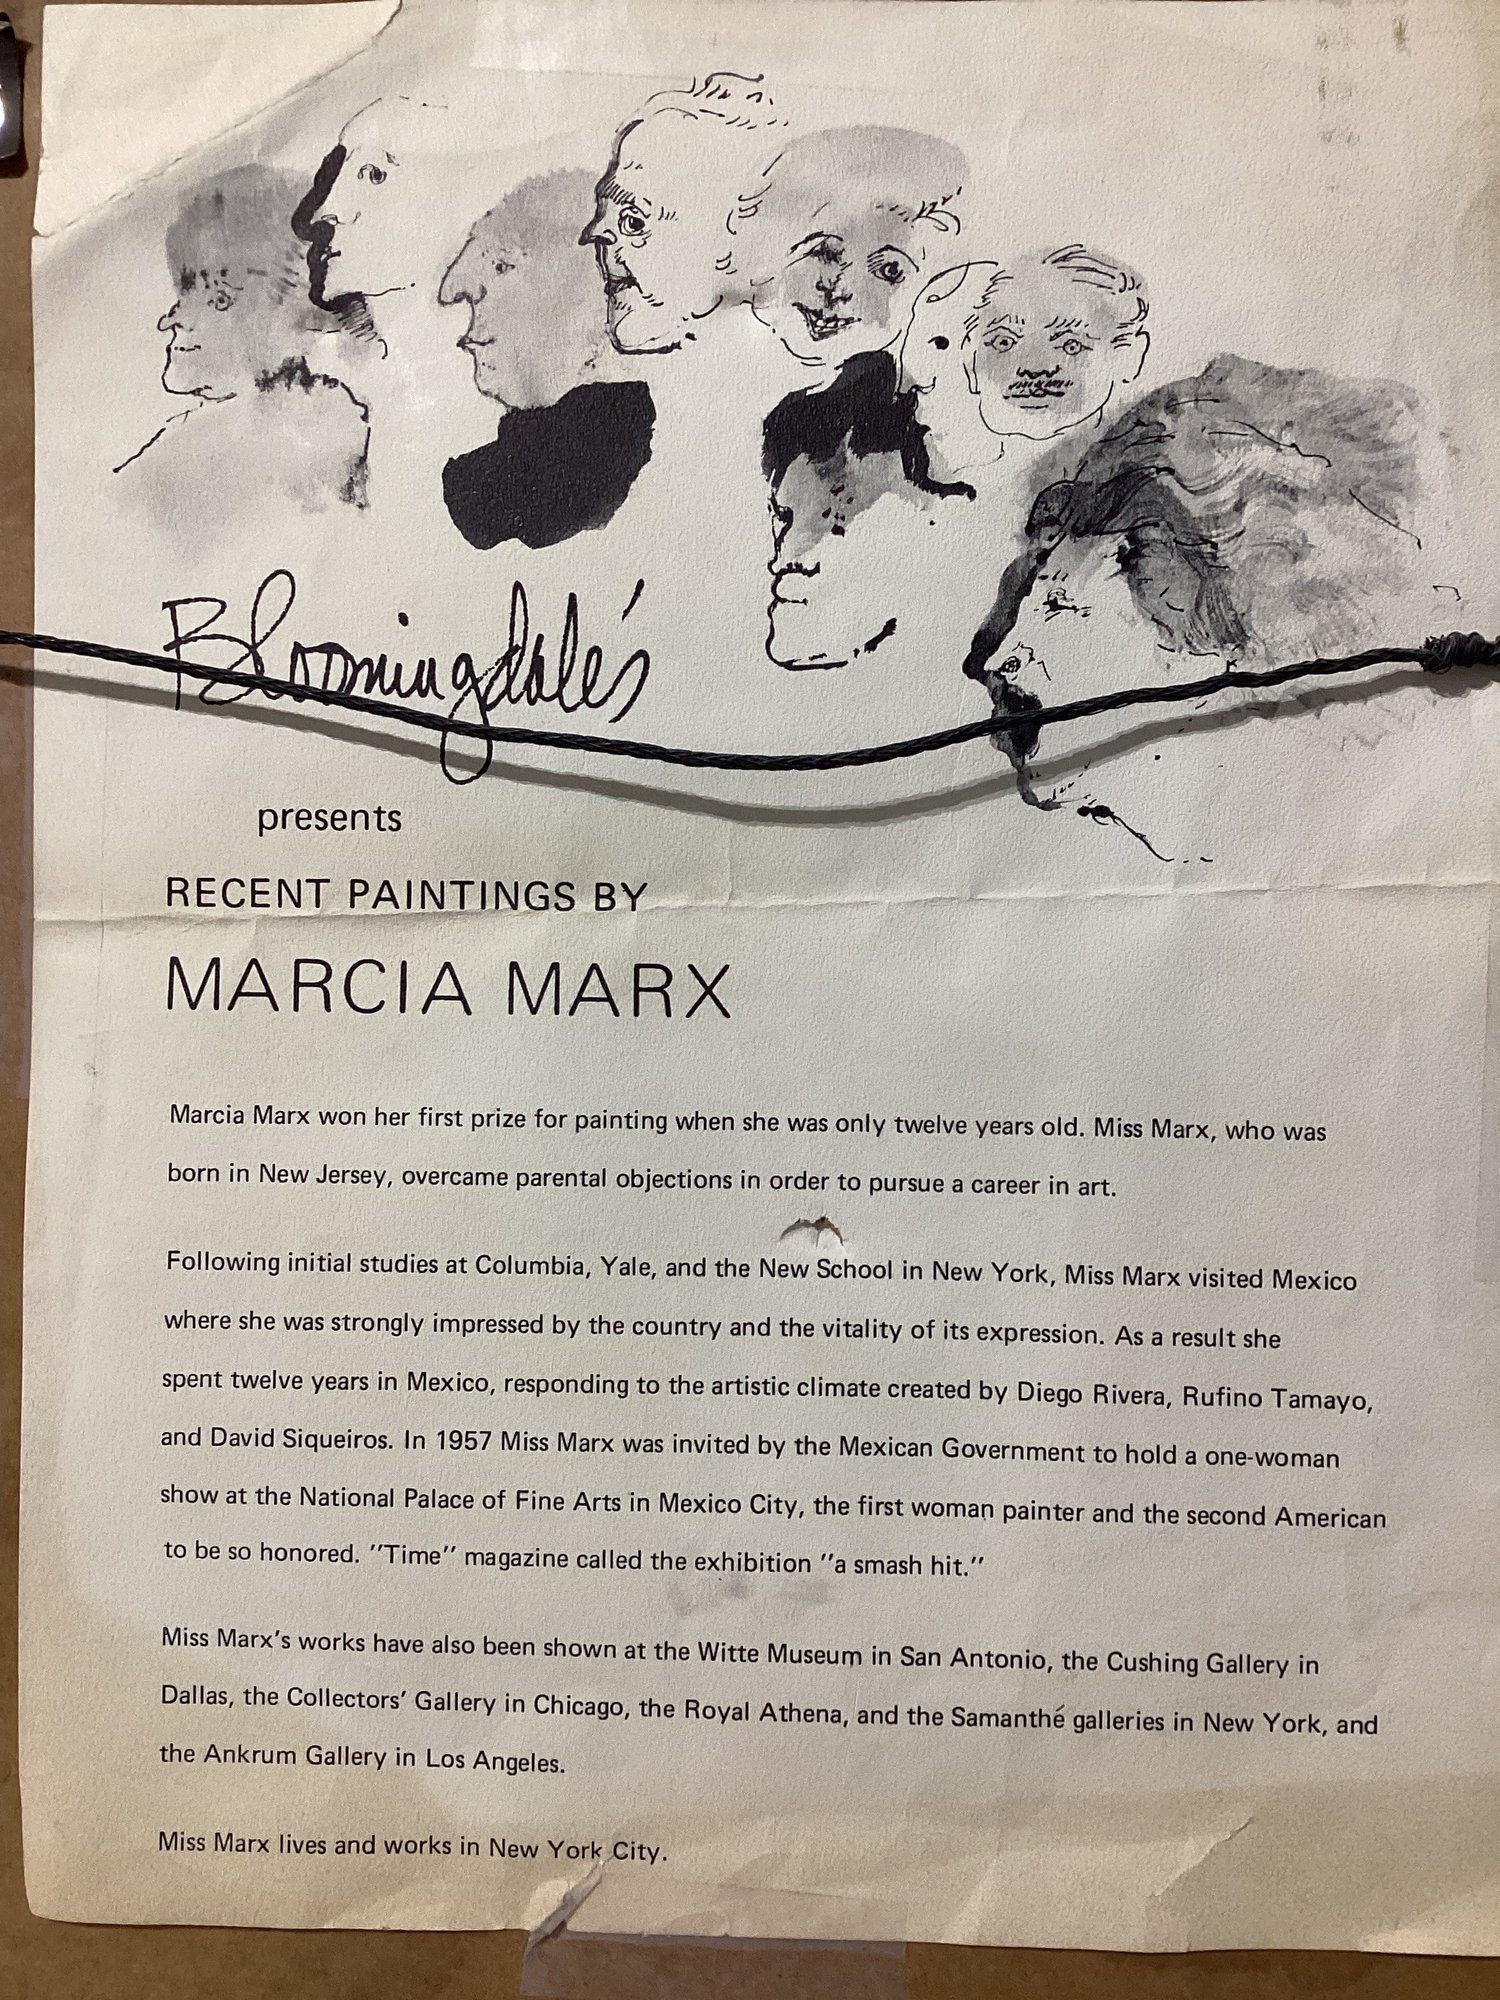 Bloomingdale's
presents
RECENT PAINTINGS BY
MARCIA MARX
Marcia Marx won her first prize for painting when she was only twelve years old. Miss Marx, who was
born in New Jersey, overcame parental objections in order to pursue a career in art.
Following initial studies at Columbia, Yale, and the New School in New York, Miss Marx visited Mexico
where she was strongly impressed by the country and the vitality of its expression. As a result she
spent twelve years in Mexico, responding to the artistic climate created by Diego Rivera, Rufino Tamayo,
and David Siqueiros. In 1957 Miss Marx was invited by the Mexican Government to hold a one-woman
show at the National Palace of Fine Arts in Mexico City, the first woman painter and the second American
to be so honored. "Time" magazine called the exhibition "a smash hit."
Miss Marx's works have also been shown at the Witte Museum in San Antonio, the Cushing Gallery in
Dallas, the Collectors' Gallery in Chicago, the Royal Athena, and the Samanthé galleries in New York, and
the Ankrum Gallery in Los Angeles.
Miss Marx lives and works in New York City.